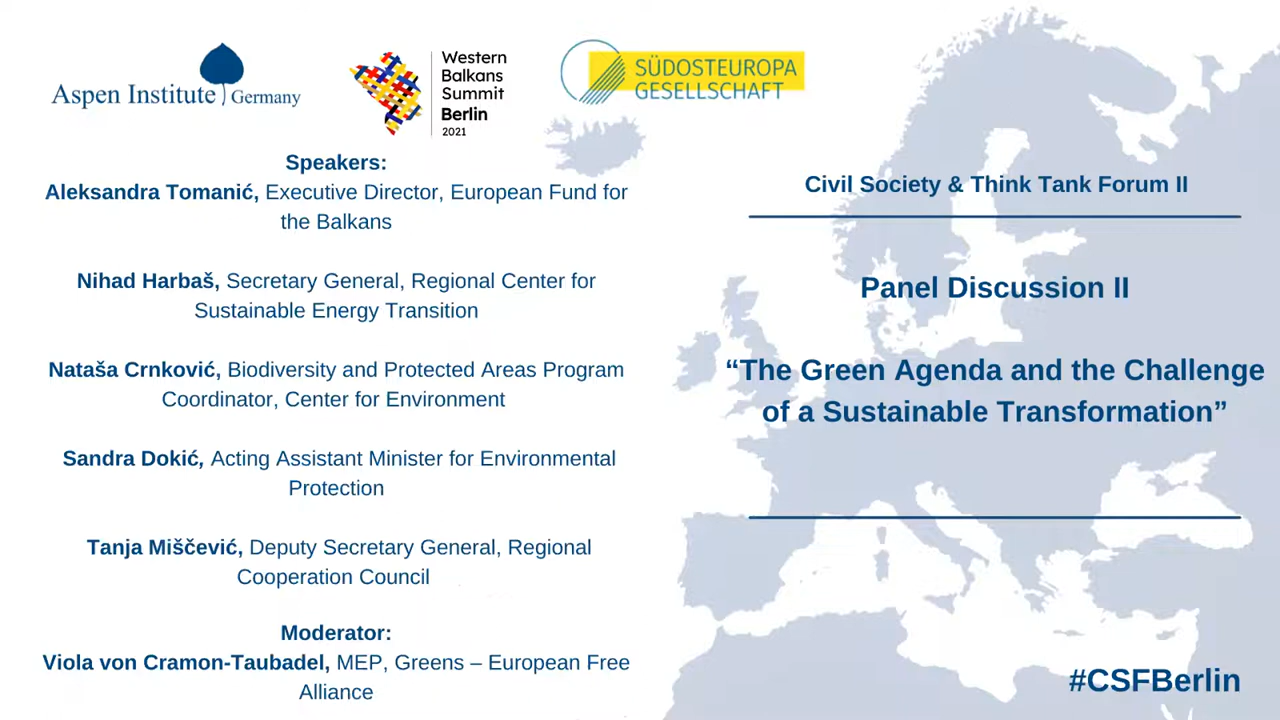 Aspen Institute Germany
Western
Balkans
Summit
Berlin
2021
SÜDOSTEUROPA
GESELLSCHAFT
Speakers:
Aleksandra Tomanić, Executive Director, European Fund for
the Balkans
Nihad Harbaš, Secretary General, Regional Center for
Sustainable Energy Transition
Nataša Crnković, Biodiversity and Protected Areas Program
Coordinator, Center for Environment
Sandra Dokić, Acting Assistant Minister for Environmental
Protection
Tanja Miščević, Deputy Secretary General, Regional
Cooperation Council
Moderator:
Viola von Cramon-Taubadel, MEP, Greens – European Free
Alliance
Civil Society & Think Tank Forum II
Panel Discussion II
“The Green Agenda and the Challenge
of a Sustainable Transformation”
#CSFBerlin